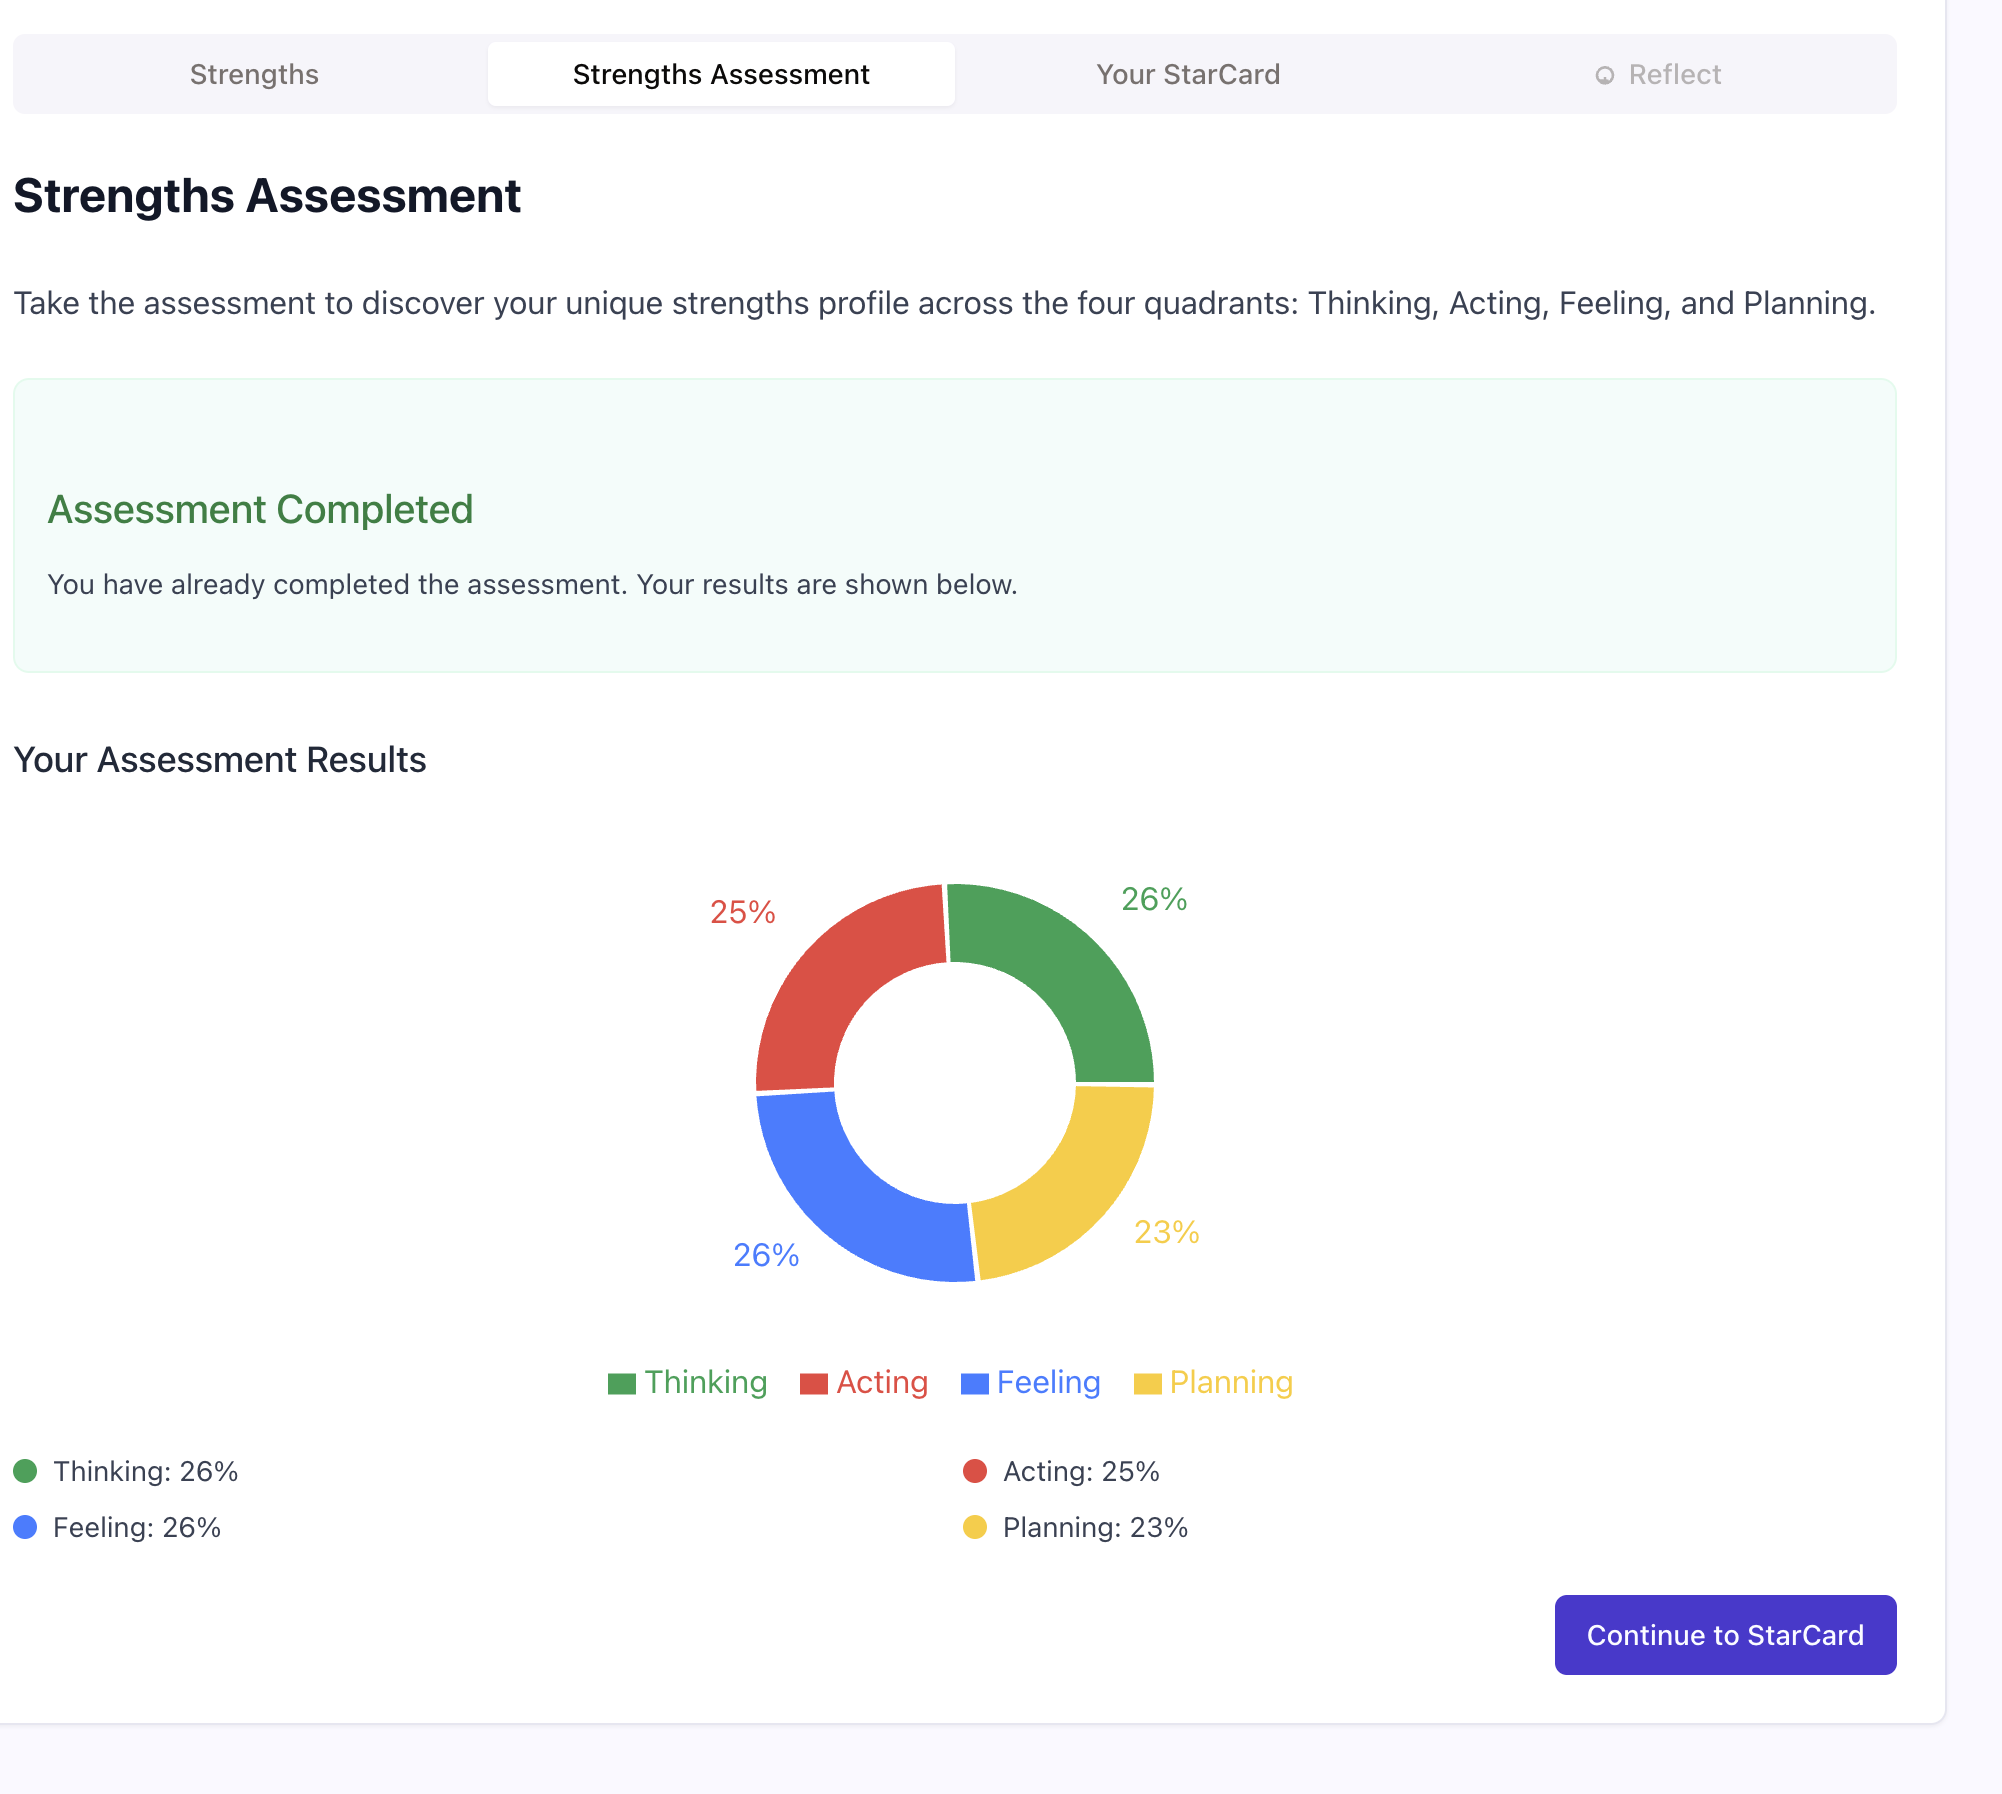 Strengths
Strengths Assessment
Your StarCard
Reflect
Strengths Assessment
Take the assessment to discover your unique strengths profile across the four quadrants: Thinking, Acting, Feeling, and Planning.
Assessment Completed
You have already completed the assessment. Your results are shown below.
Your Assessment Results
25%
26%
26%
23%
Thinking
Acting
Feeling
Planning
Thinking: 26%
Acting: 25%
Feeling: 26%
Planning: 23%
Continue to StarCard